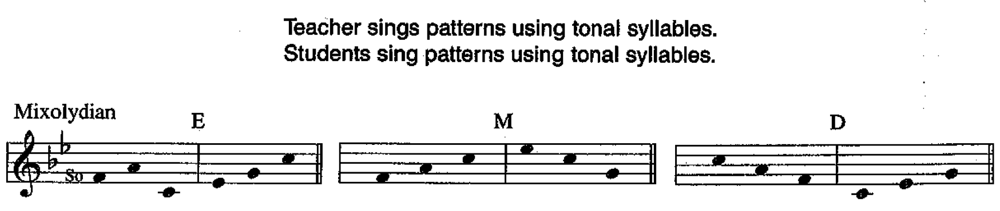 Teacher sings patterns using tonal syllables.
Students sing patterns using tonal syllables.
Mixolydian
E
M
D
So